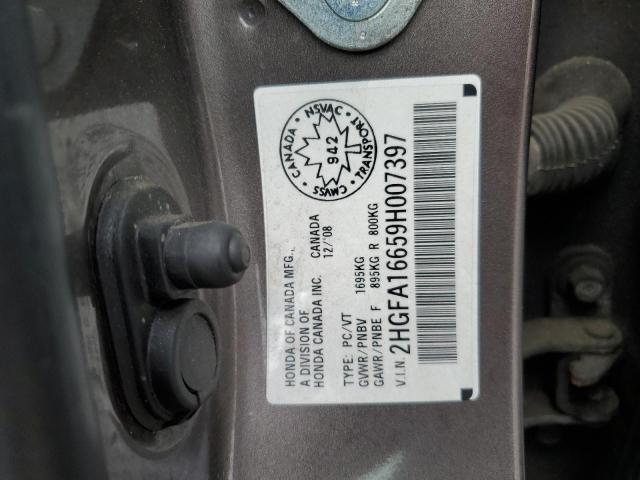 HONDA OF CANADA MFG.,
A DIVISION OF CANADA
HONDA CANADA INC. 12/'08
TYPE: PC/VT
GVWR/PNBV 1695KG
GAWR/PNBE F 895KG R 800KG
V.I.N.: 2HGFA16659H007397
CANADA • NSVAC •
TRANSPORT • CMVSS •
942